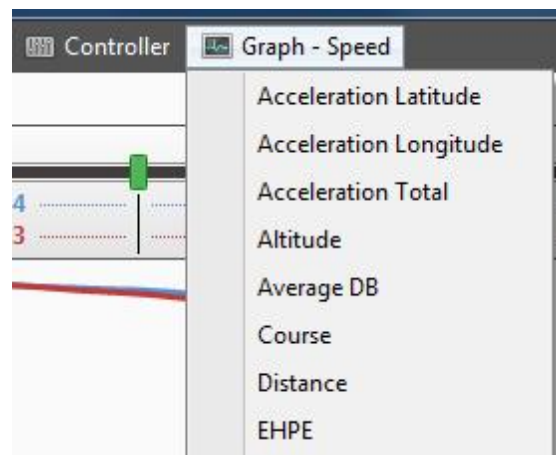 Controller Graph - Speed
Acceleration Latitude
Acceleration Longitude
Acceleration Total
4
3
Altitude
Average DB
Course
Distance
EHPE